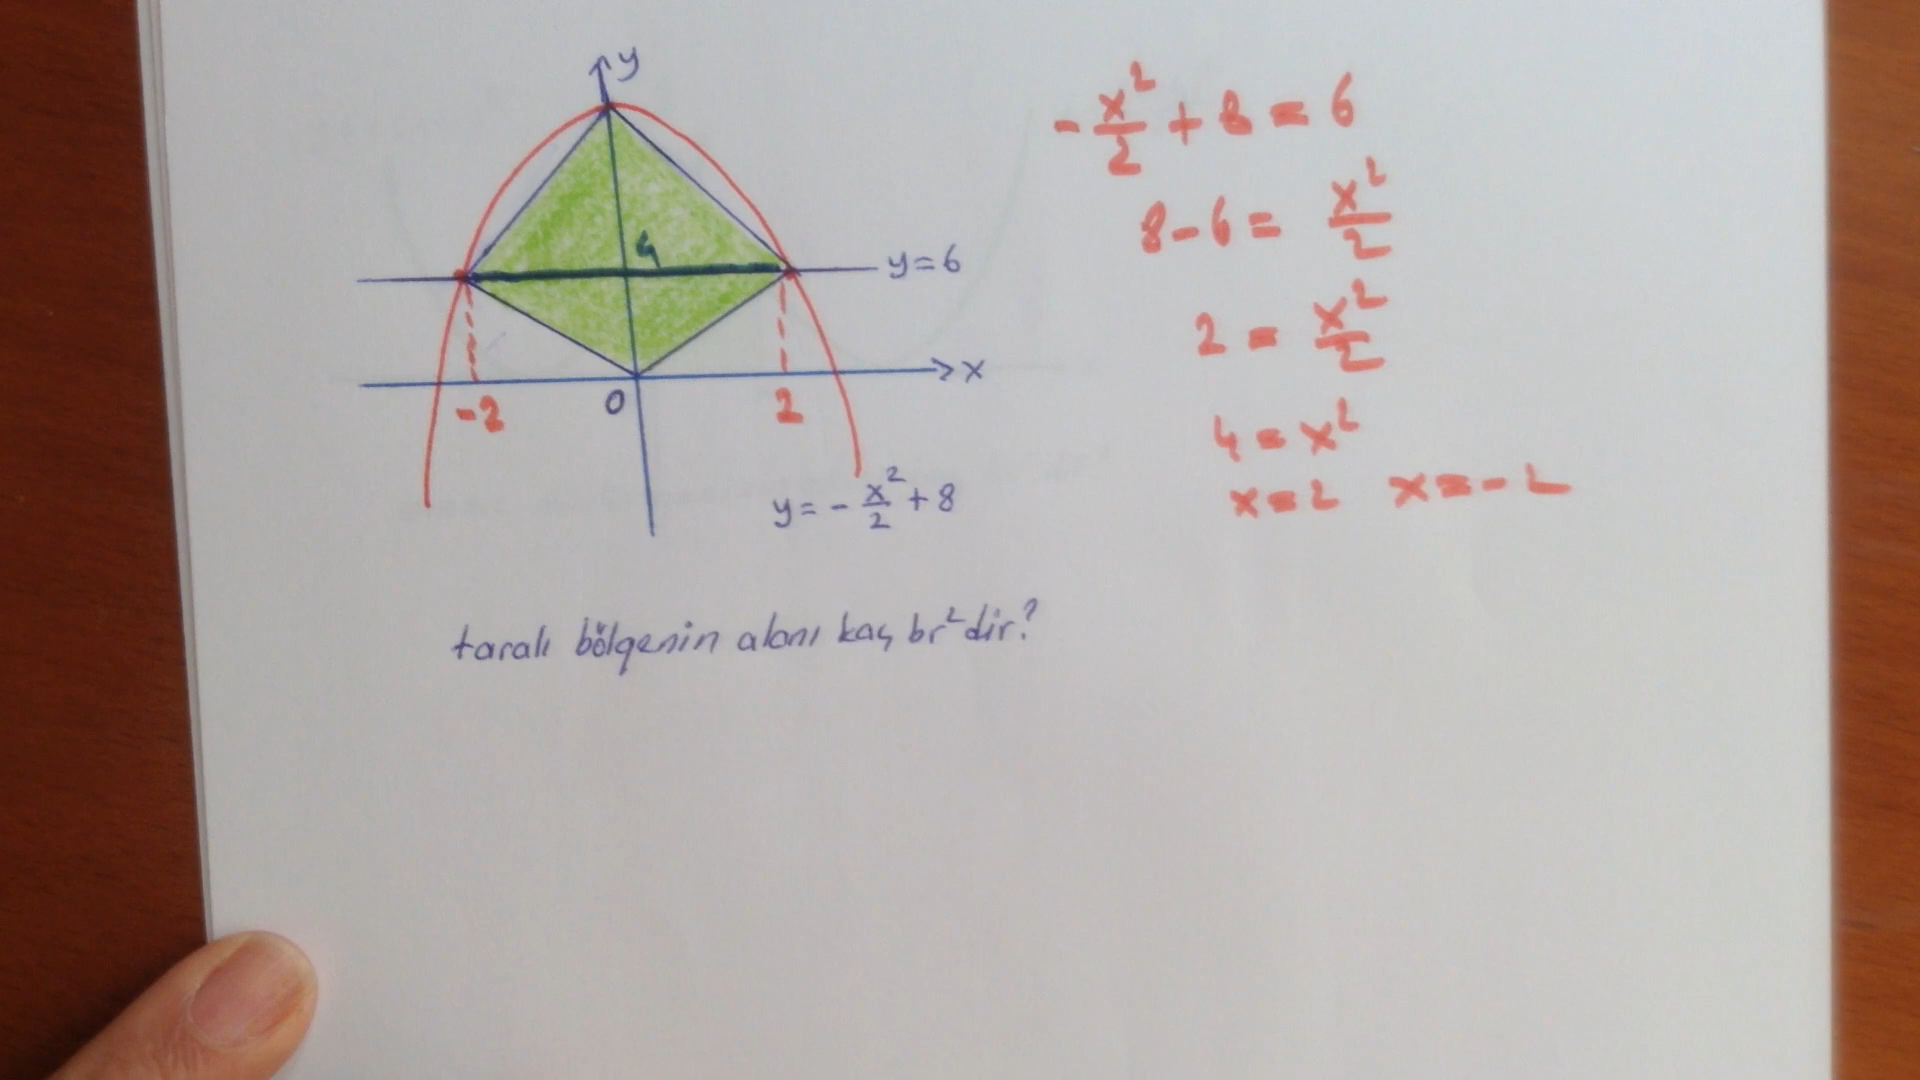 y
4
y=6
x
0
-2
2
y = - x²/2 + 8
taralı bölgenin alanı kaç br² dir?
- x²/2 + 8 = 6
8 - 6 = x²/2
2 = x²/2
4 = x²
x = 2 x = - 2